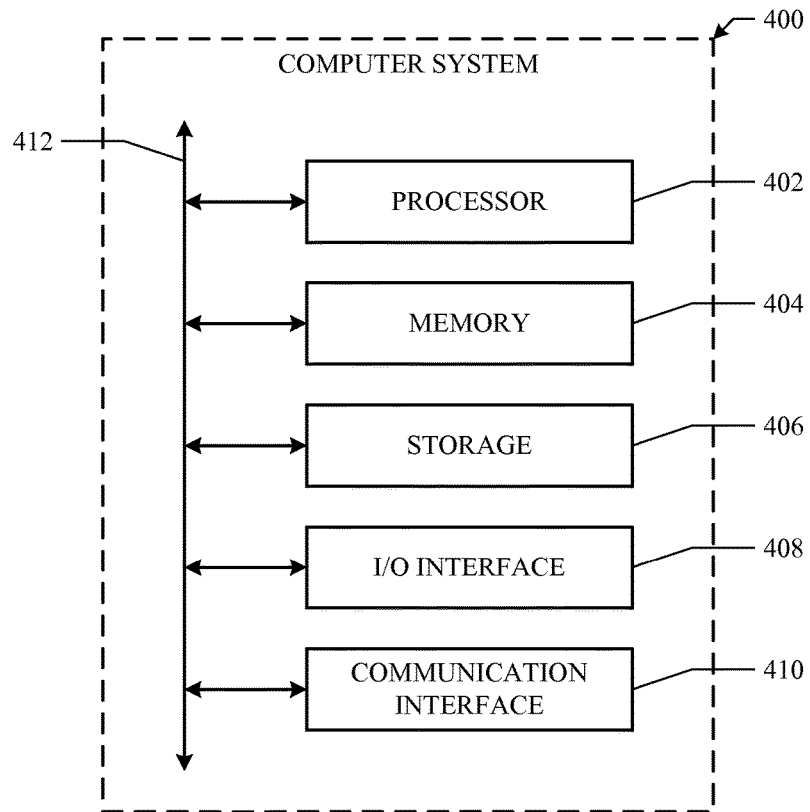 400
COMPUTER SYSTEM
412
PROCESSOR
402
MEMORY
404
STORAGE
406
I/O INTERFACE
408
COMMUNICATION
INTERFACE
410